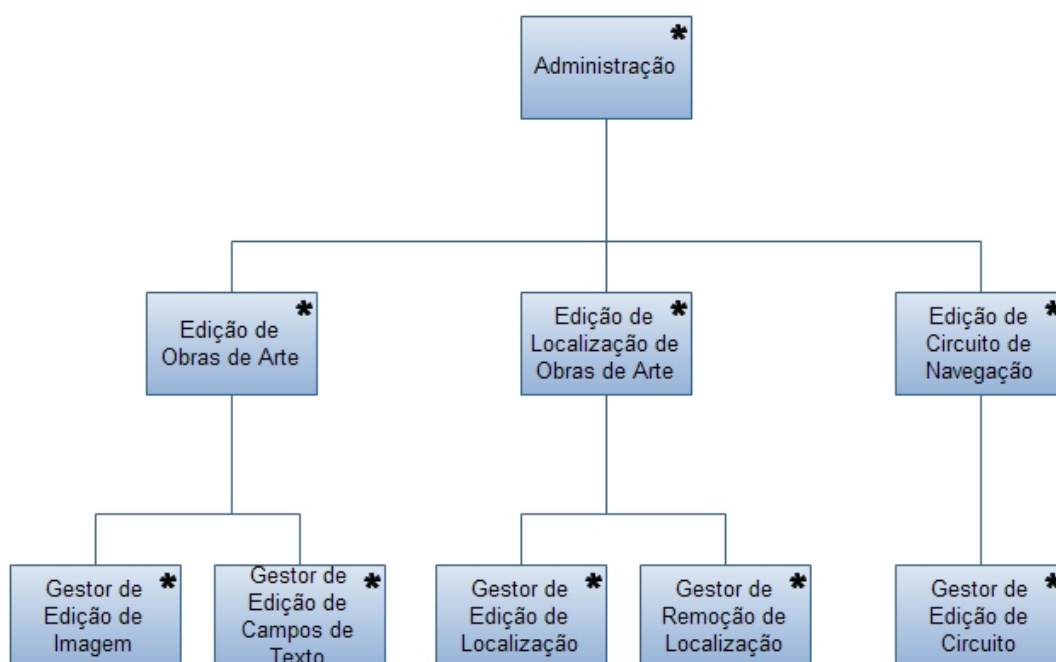 *
Administração
*
Edição de
Obras de Arte
*
Edição de
Localização de
Obras de Arte
*
Edição de
Circuito de
Navegação
*
Gestor de
Edição de
Imagem
*
Gestor de
Edição de
Campos de
Texto
*
Gestor de
Edição de
Localização
*
Gestor de
Remoção de
Localização
*
Gestor de
Edição de
Circuito